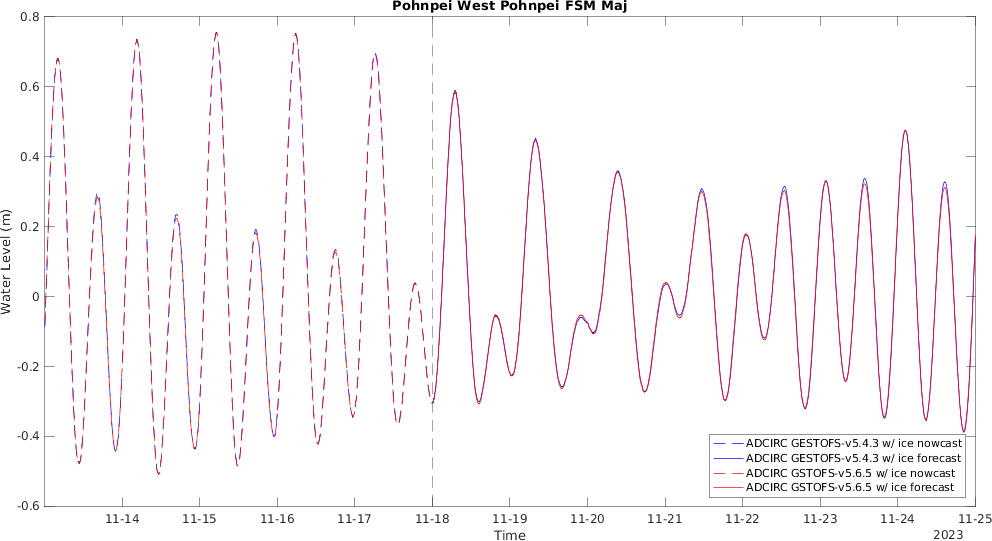 Pohnpei West Pohnpei FSM Maj
0.8
0.6
0.4
0.2
0
-0.2
-0.4
-0.6
Water Level (m)
ADCIRC GESTOFS-v5.4.3 w/ ice nowcast
ADCIRC GESTOFS-v5.4.3 w/ ice forecast
ADCIRC GSTOFS-v5.6.5 w/ ice nowcast
ADCIRC GSTOFS-v5.6.5 w/ ice forecast
11-14 11-15 11-16 11-17 11-18 11-19 11-20 11-21 11-22 11-23 11-24 11-25
Time
2023